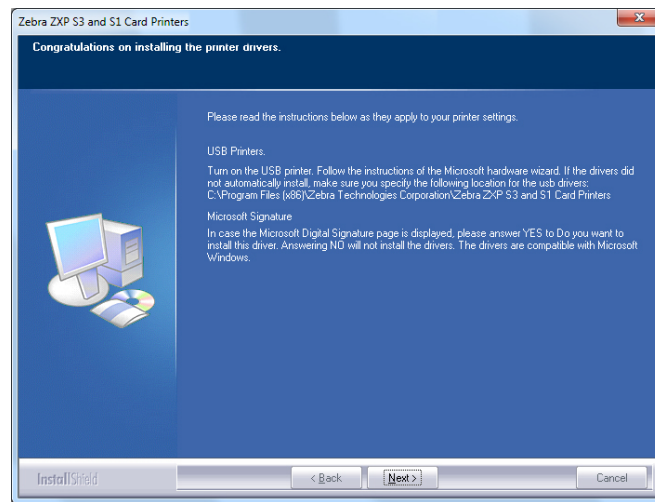 Zebra ZXP S3 and S1 Card Printers
Congratulations on installing the printer drivers.
Please read the instructions below as they apply to your printer settings.
USB Printers.
Turn on the USB printer. Follow the instructions of the Microsoft hardware wizard. If the drivers did
not automatically install, make sure you specify the following location for the usb drivers:
C:\Program Files (x86)\Zebra Technologies Corporation\Zebra ZXP S3 and S1 Card Printers
Microsoft Signature
In case the Microsoft Digital Signature page is displayed, please answer YES to Do you want to
install this driver. Answering NO will not install the drivers. The drivers are compatible with Microsoft
Windows.
InstallShield
< Back
Next >
Cancel